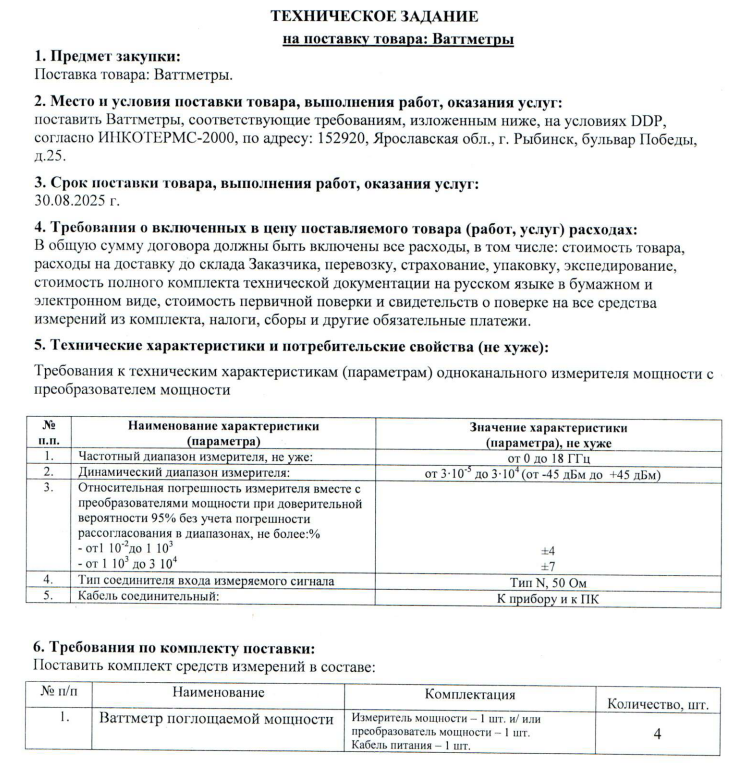 ТЕХНИЧЕСКОЕ ЗАДАНИЕ
на поставку товара: Ваттметры
1. Предмет закупки:
Поставка товара: Ваттметры.
2. Место и условия поставки товара, выполнения работ, оказания услуг:
поставить Ваттметры, соответствующие требованиям, изложенным ниже, на условиях DDP,
согласно ИНКОТЕРМС-2000, по адресу: 152920, Ярославская обл., г. Рыбинск, бульвар Победы,
д.25.
3. Срок поставки товара, выполнения работ, оказания услуг:
30.08.2025 г.
4. Требования о включенных в цену поставляемого товара (работ, услуг) расходах:
В общую сумму договора должны быть включены все расходы, в том числе: стоимость товара,
расходы на доставку до склада Заказчика, перевозку, страхование, упаковку, экспедирование,
стоимость полного комплекта технической документации на русском языке в бумажном и
электронном виде, стоимость первичной поверки и свидетельств о поверке на все средства
измерений из комплекта, налоги, сборы и другие обязательные платежи.
5. Технические характеристики и потребительские свойства (не хуже):
Требования к техническим характеристикам (параметрам) одноканального измерителя мощности с
преобразователем мощности
№ п.п. Наименование характеристики (параметра) Значение характеристики (параметра), не хуже
1. Частотный диапазон измерителя, не уже: от 0 до 18 ГГц
2. Динамический диапазон измерителя: от 3·10⁻⁵ до 3·10⁴ (от -45 дБм до +45 дБм)
3. Относительная погрешность измерителя вместе с
преобразователями мощности при доверительной
вероятности 95% без учета погрешности
рассогласования в диапазонах, не более:%
- от1 10⁻²до 1 10³ ±4
- от 1 10³ до 3 10⁴ ±7
4. Тип соединителя входа измеряемого сигнала Тип N, 50 Ом
5. Кабель соединительный: К прибору и к ПК
6. Требования по комплекту поставки:
Поставить комплект средств измерений в составе:
№ п/п Наименование Комплектация Количество, шт.
1. Ваттметр поглощаемой мощности Измеритель мощности – 1 шт. и/ или
преобразователь мощности – 1 шт.
Кабель питания – 1 шт. 4